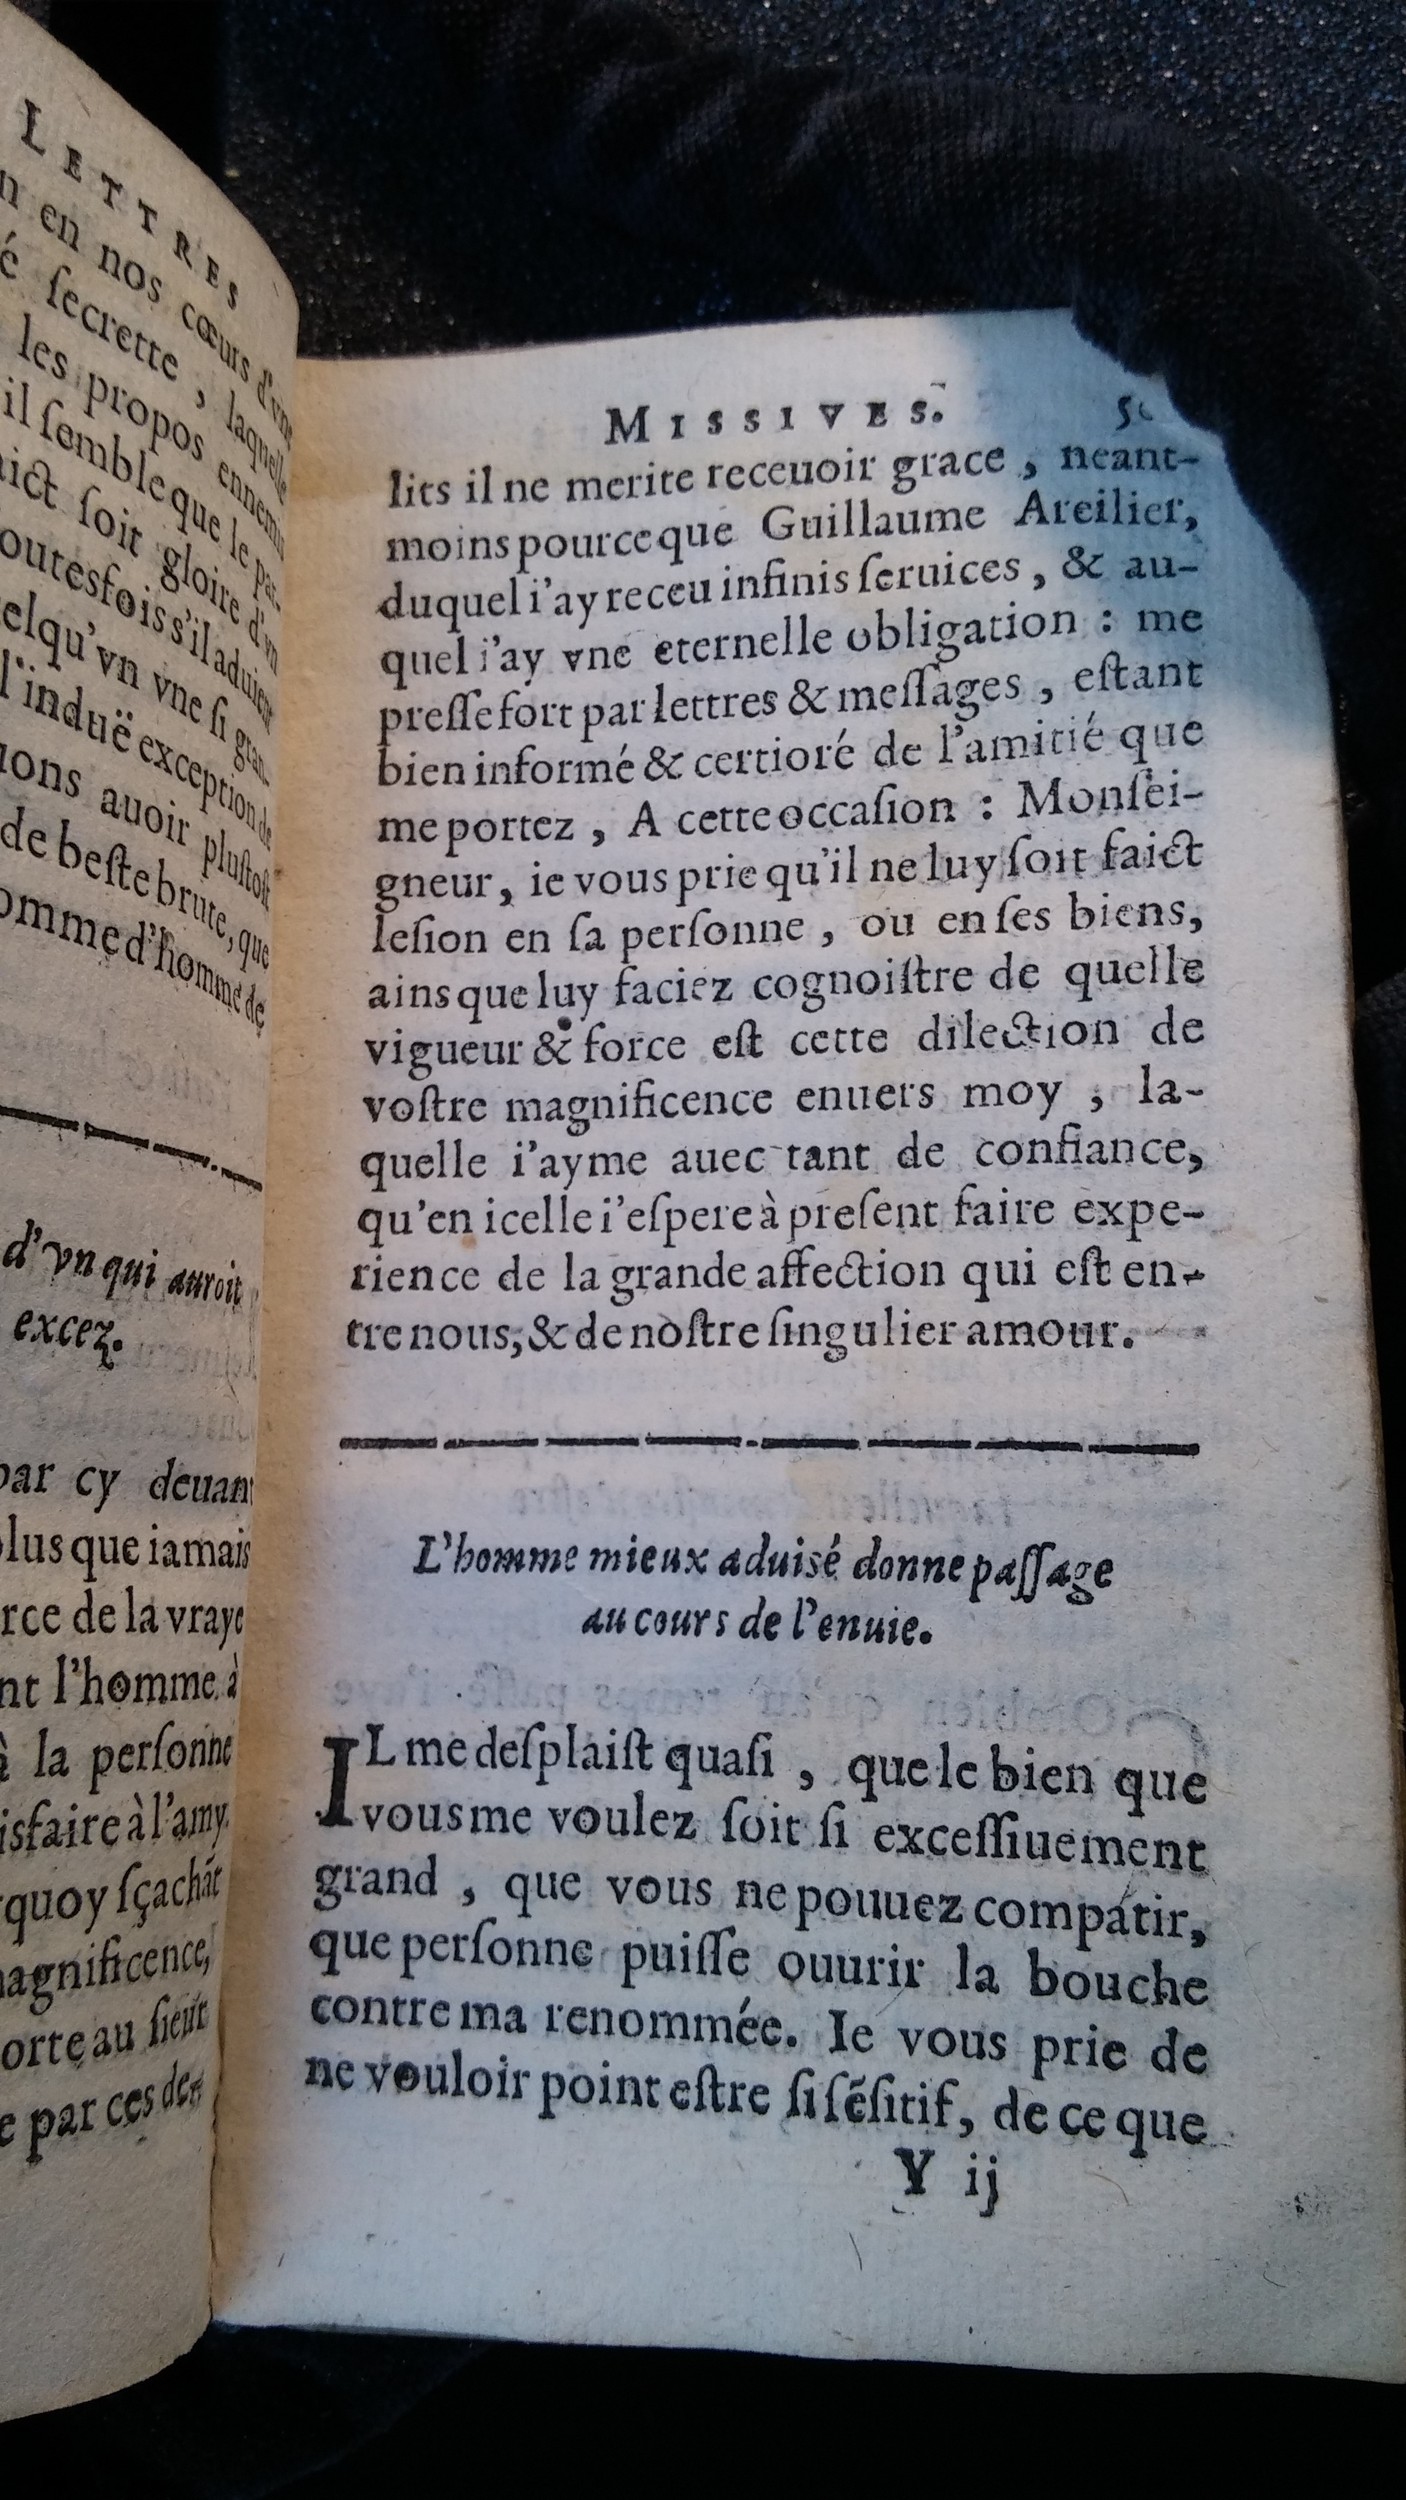 LETTRES
en nos cœurs d'vne
é ſecrette, laquelle
les propos ennemis
il ſemble que le pat-
aict ſoit gloire d'vn
outesfois s'il aduient
elqu'vn vne ſi gran-
l'induë exception de
ions auoir pluſtoſt
de beſte brute, que
omme d'homme de
d'vn qui auroit
excez.
par cy deuant
plus que iamais
rce de la vraye
nt l'homme à
à la perſonne
isfaire à l'amy.
quoy ſçachãt
magnificence,
orte au ſieur
e par ces der
MISSIVES.
lits il ne merite receuoir grace, neant-
moins pource que Guillaume Areilier,
duquel i'ay receu infinis ſeruices, & au-
quel i'ay vne eternelle obligation : me
preſſe fort par lettres & meſſages, eſtant
bien informé & certioré de l'amitié que
me portez, A cette occaſion : Monſei-
gneur, ie vous prie qu'il ne luy ſoit faict
leſion en ſa perſonne, ou en ſes biens,
ains que luy faciez cognoiſtre de quelle
vigueur & force eſt cette dilection de
voſtre magnificence enuers moy, la-
quelle i'ayme auec tant de confiance,
qu'en icelle i'eſpere à preſent faire expe-
rience de la grande affection qui eſt en-
tre nous, & de noſtre ſingulier amour.
L'homme mieux aduisé donne paſſage
au cours de l'enuie.
IL me deſplaiſt quaſi, que le bien que
vous me voulez ſoit ſi exceſſiuement
grand, que vous ne pouuez compatir,
que perſonne puiſſe ouurir la bouche
contre ma renommée. Ie vous prie de
ne vouloir point eſtre ſi ſẽſitif, de ce que
Y ij